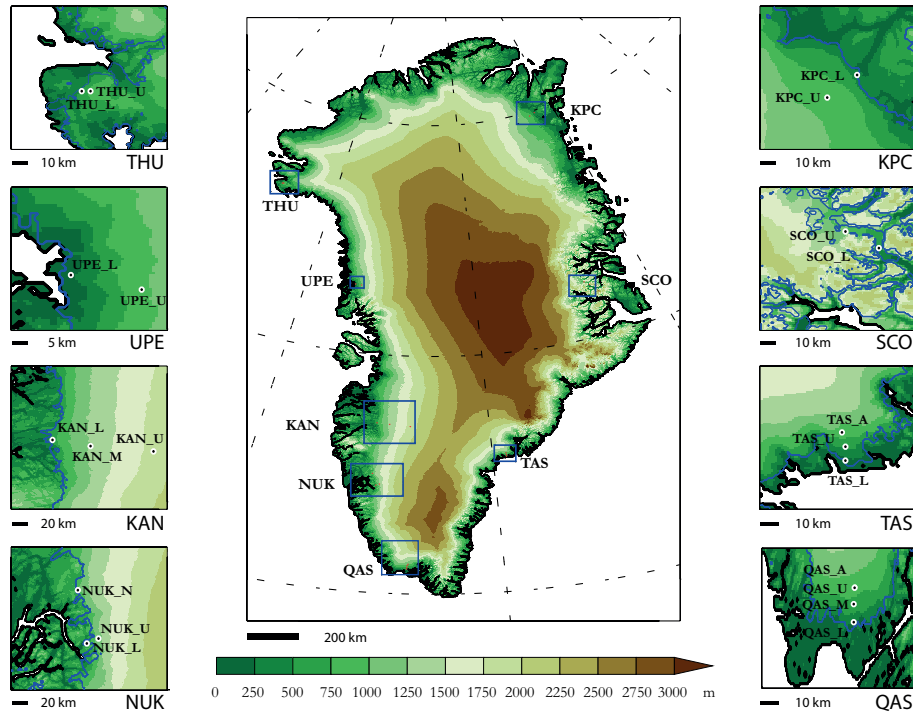 THU_U
THU_L
10 km
THU
UPE_L
UPE_U
5 km
UPE
KAN_L
KAN_U
KAN_M
20 km
KAN
NUK_N
NUK_U
NUK_L
20 km
NUK
KPC
THU
UPE
SCO
KAN
TAS
NUK
QAS
200 km
0 250 500 750 1000 1250 1500 1750 2000 2250 2500 2750 3000 m
KPC_L
KPC_U
10 km
KPC
SCO_U
SCO_L
10 km
SCO
TAS_A
TAS_U
TAS_L
10 km
TAS
QAS_A
QAS_U
QAS_M
QAS_L
10 km
QAS